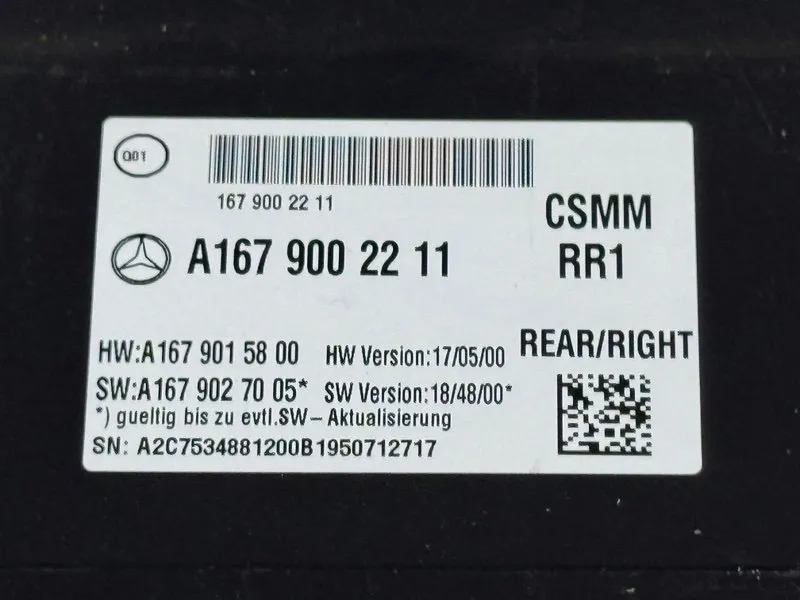 Q01
167 900 22 11
CSMM
A167 900 22 11
RR1
HW:A167 901 58 00 HW Version:17/05/00
REAR/RIGHT
SW:A167 902 70 05* SW Version:18/48/00*
*) gueltig bis zu evtl.SW-Aktualisierung
SN: A2C7534881200B1950712717